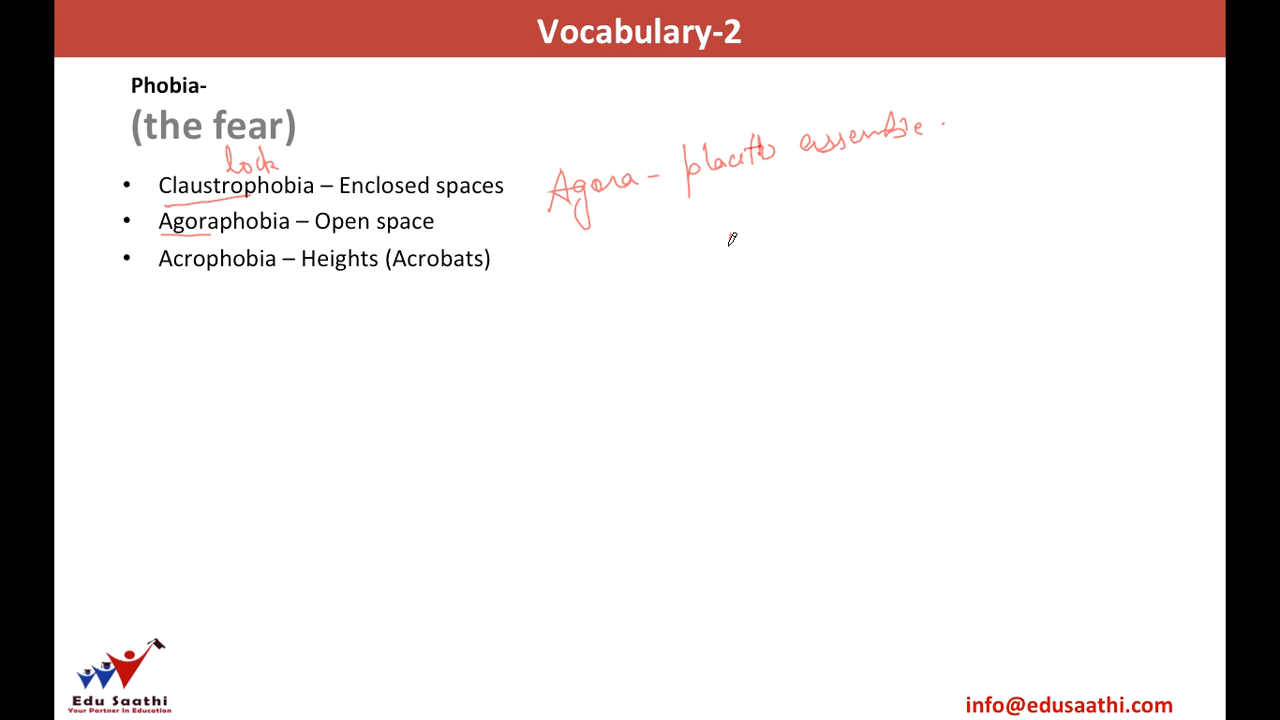 Vocabulary-2
Phobia-
(the fear)
lock
Agora - place to assemble.
• Claustrophobia – Enclosed spaces
• Agoraphobia – Open space
• Acrophobia – Heights (Acrobats)
Edu Saathi
Your Partner In Education
info@edusaathi.com